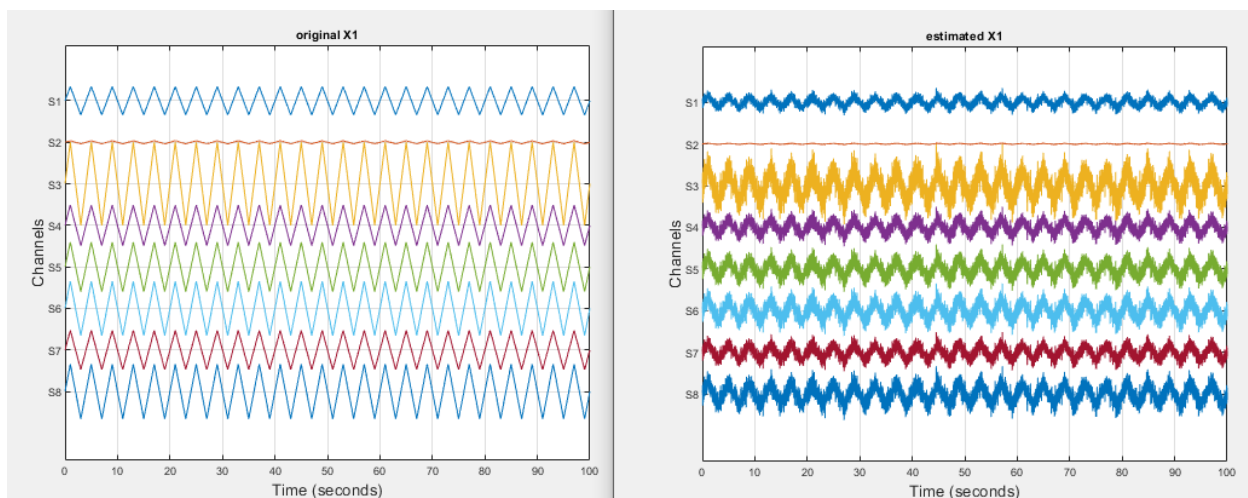 original X1
S1
S2
S3
S4
S5
S6
S7
S8
Channels
0 10 20 30 40 50 60 70 80 90 100
Time (seconds)
estimated X1
S1
S2
S3
S4
S5
S6
S7
S8
Channels
0 10 20 30 40 50 60 70 80 90 100
Time (seconds)